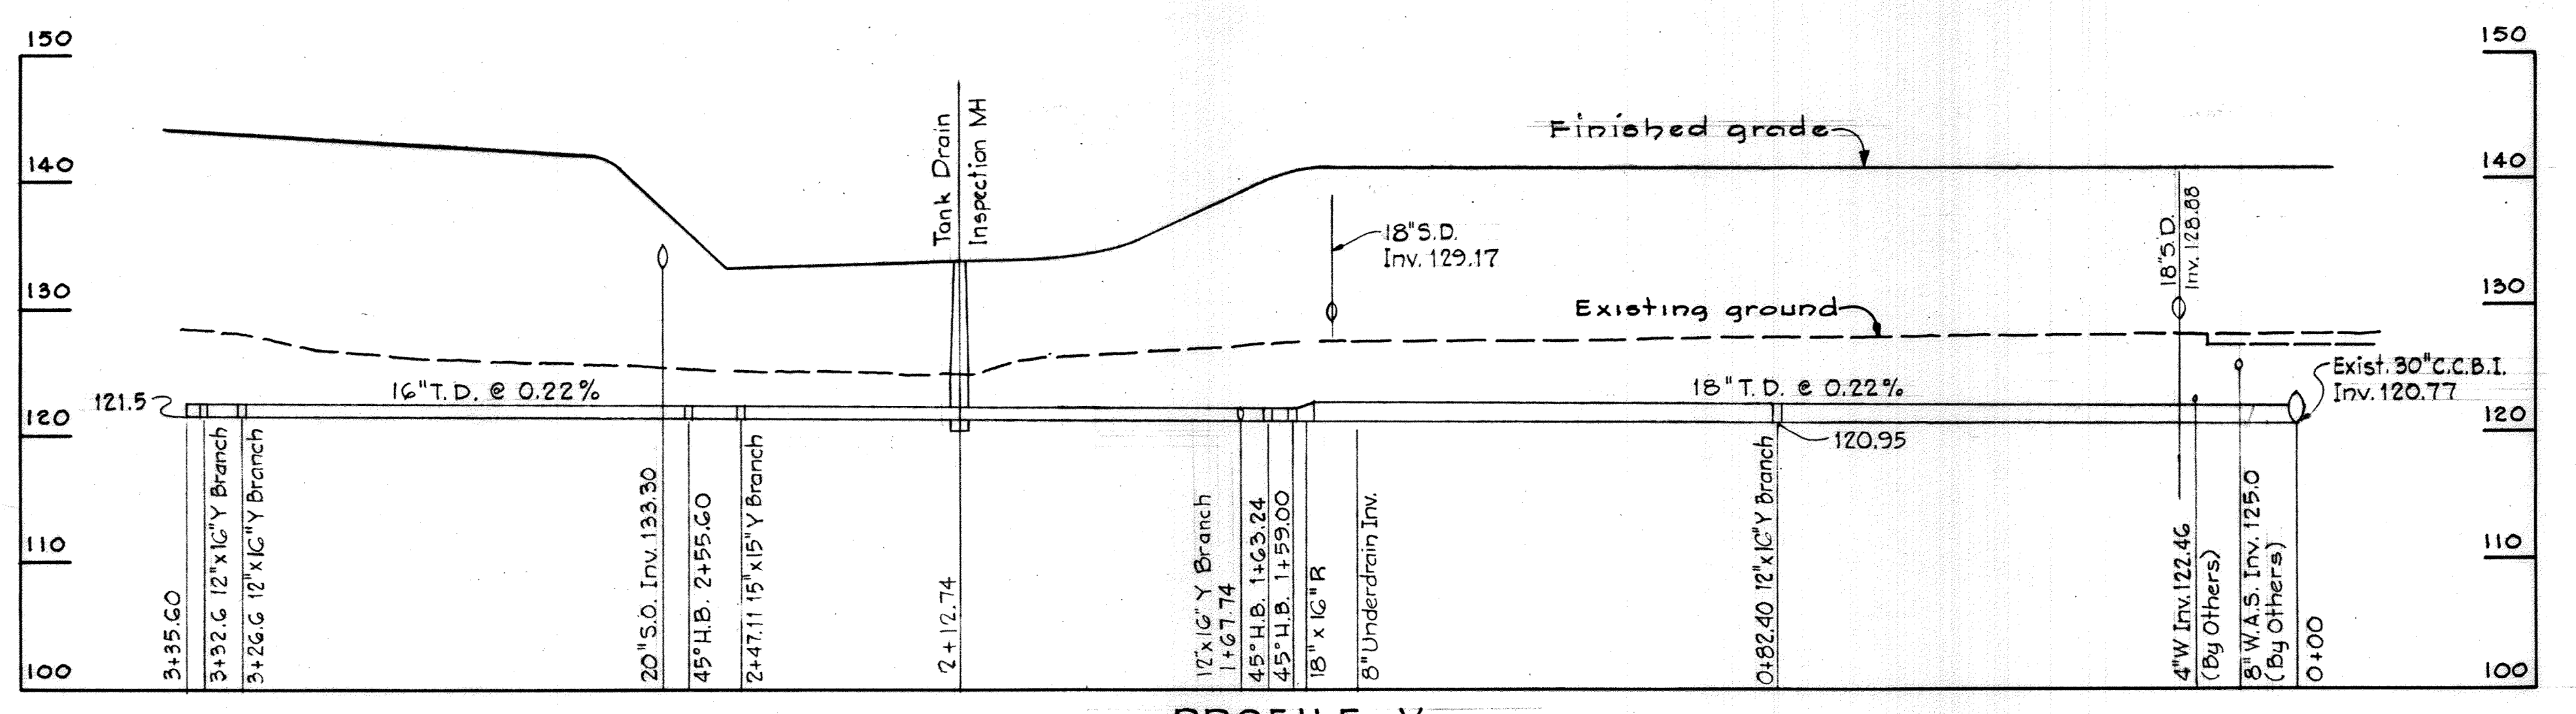 150
140
130
120
110
100
150
140
130
120
110
100
Finished grade
Existing ground
Tank Drain
Inspection MH
18"S.D.
Inv. 129.17
18"S.D.
Inv. 128.88
121.5
16"T.D. @ 0.22%
18"T.D. @ 0.22%
120.95
Exist. 30"C.C.B.I.
Inv. 120.77
3+35.60
3+32.6 12"x16"Y Branch
3+26.6 12"x16"Y Branch
20"S.O. Inv. 133.30
45°H.B. 2+55.60
2+47.11 15"x15"Y Branch
2+12.74
12"x16" Y Branch
1+67.74
45°H.B. 1+63.24
45°H.B. 1+59.00
18" x 16"R
8"Underdrain Inv.
0+82.40 12"x16"Y Branch
4"W Inv. 122.46
(By Others)
8"W.A.S. Inv. 125.0
(By Others)
0+00